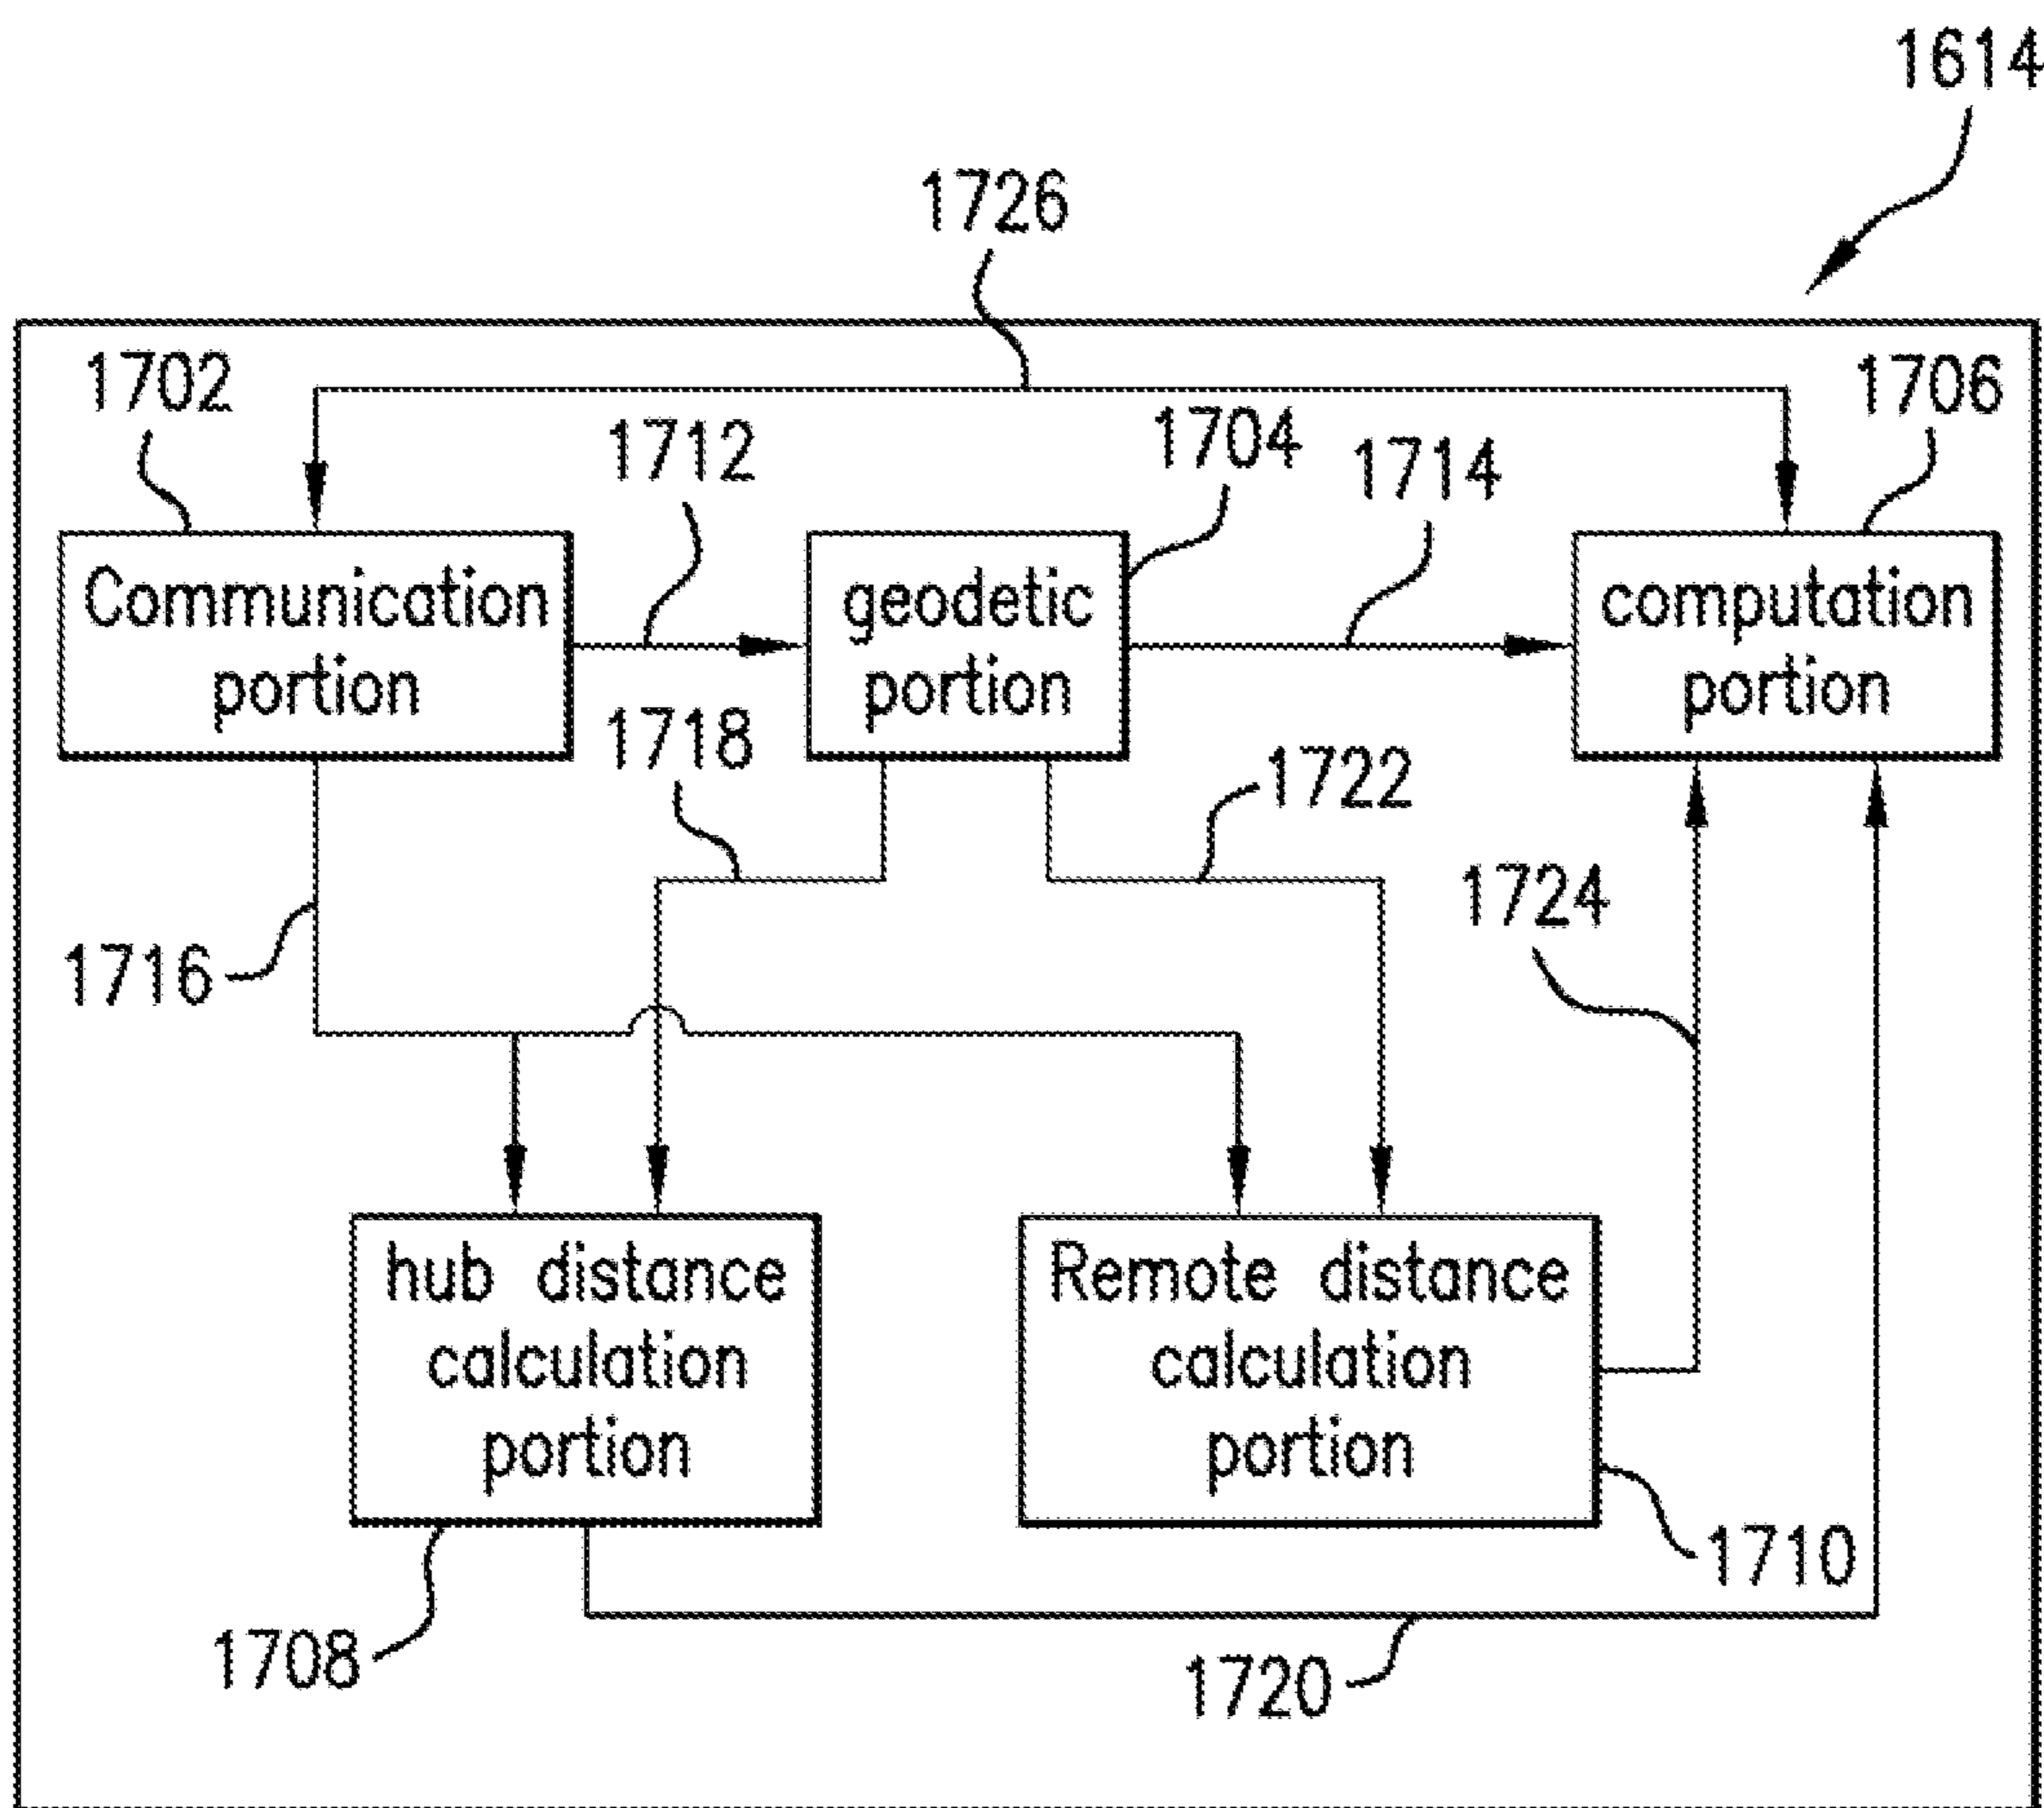 1614
1726
1702
1712
1704
1714
1706
Communication
portion
geodetic
portion
computation
portion
1718
1722
1716
1724
hub distance
calculation
portion
Remote distance
calculation
portion
1710
1708
1720